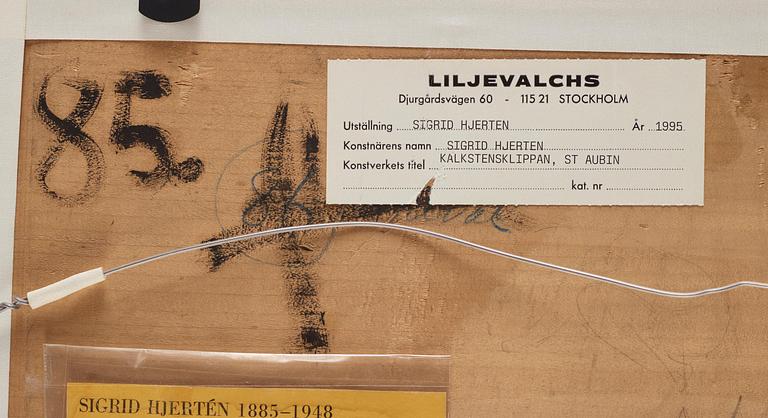 85.
4
LILJEVALCHS
Djurgårdsvägen 60 - 115 21 STOCKHOLM
Utställning SIGRID HJERTEN År 1995
Konstnärens namn SIGRID HJERTEN
Konstverkets titel KALKSTENSKLIPPAN, ST AUBIN
kat. nr
SIGRID HJERTÉN 1885–1948